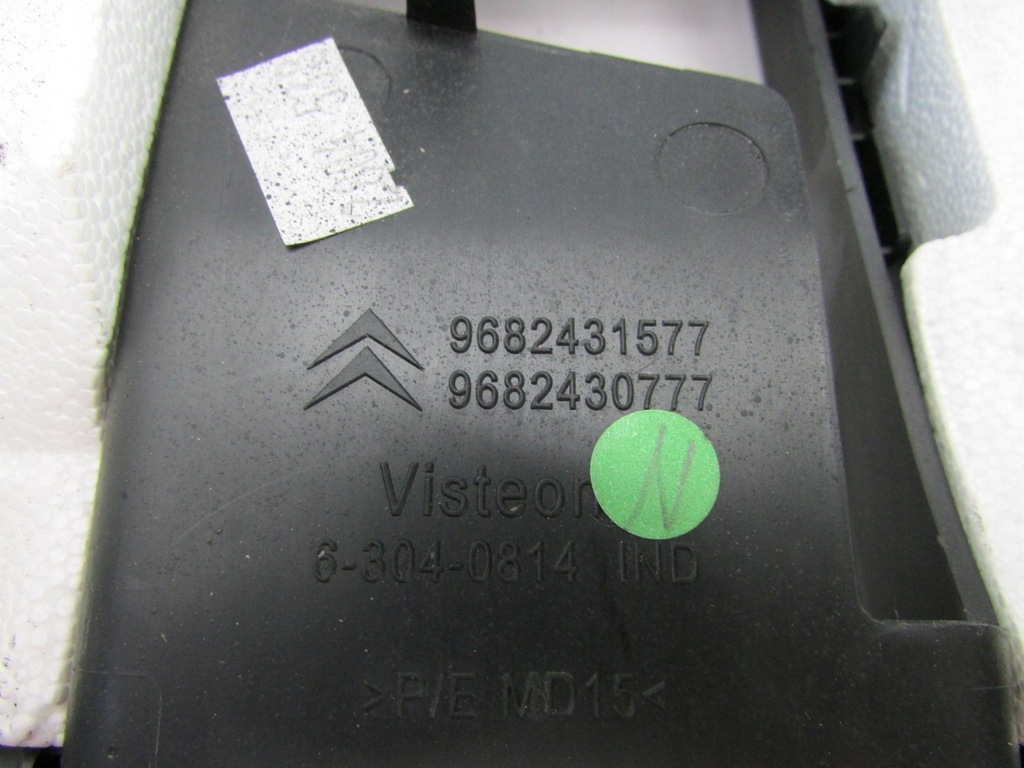 9682431577
9682430777
Visteon
N
6-304-0814 IND
>P/E MD15<